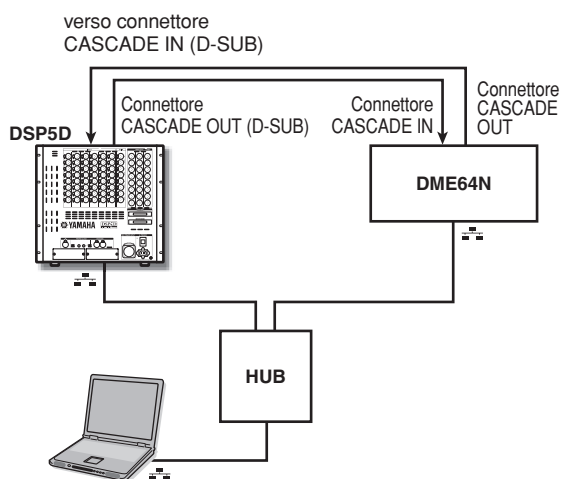 verso connettore
CASCADE IN (D-SUB)
Connettore
CASCADE OUT (D-SUB)
Connettore
CASCADE IN
Connettore
CASCADE
OUT
DSP5D
DME64N
YAMAHA
HUB